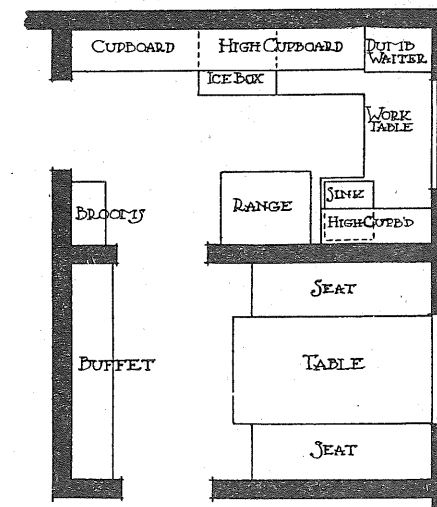 CUPBOARD
HIGH CUPBOARD
DUMB
WAITER
ICE BOX
WORK
TABLE
BROOMS
RANGE
SINK
HIGH CUPB'D
SEAT
BUFFET
TABLE
SEAT